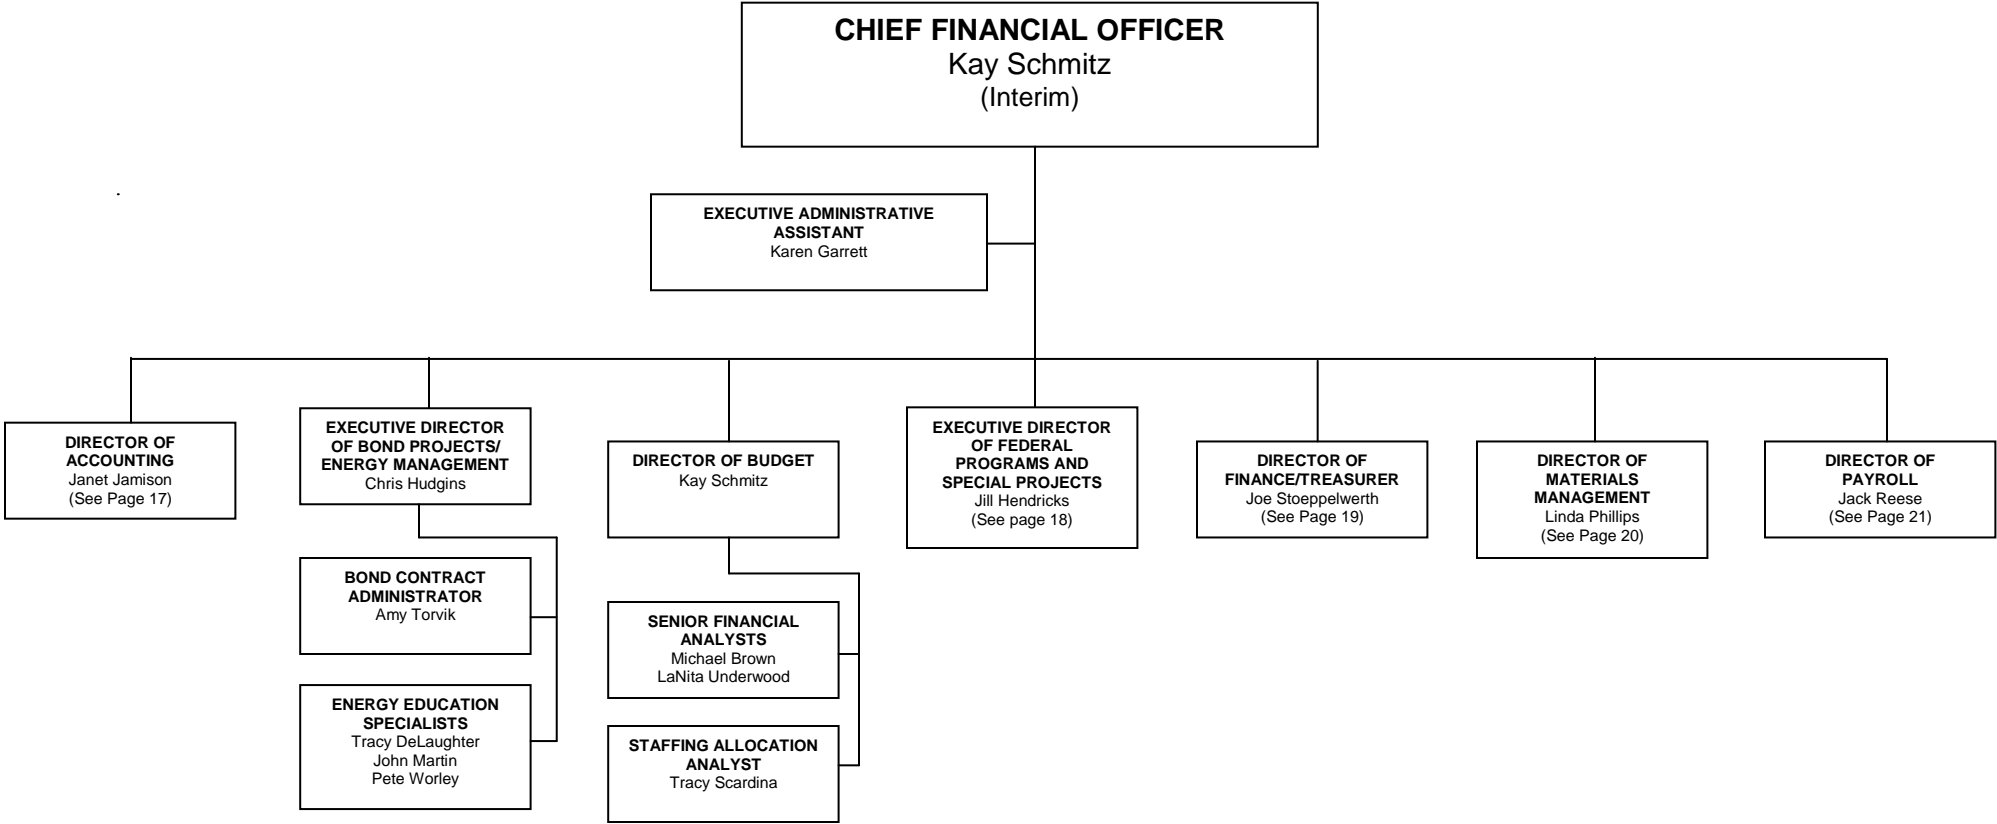 CHIEF FINANCIAL OFFICER
Kay Schmitz
(Interim)
EXECUTIVE ADMINISTRATIVE
ASSISTANT
Karen Garrett
DIRECTOR OF
ACCOUNTING
Janet Jamison
(See Page 17)
EXECUTIVE DIRECTOR
OF BOND PROJECTS/
ENERGY MANAGEMENT
Chris Hudgins
BOND CONTRACT
ADMINISTRATOR
Amy Torvik
ENERGY EDUCATION
SPECIALISTS
Tracy DeLaughter
John Martin
Pete Worley
DIRECTOR OF BUDGET
Kay Schmitz
SENIOR FINANCIAL
ANALYSTS
Michael Brown
LaNita Underwood
STAFFING ALLOCATION
ANALYST
Tracy Scardina
EXECUTIVE DIRECTOR
OF FEDERAL
PROGRAMS AND
SPECIAL PROJECTS
Jill Hendricks
(See page 18)
DIRECTOR OF
FINANCE/TREASURER
Joe Stoeppelwerth
(See Page 19)
DIRECTOR OF
MATERIALS
MANAGEMENT
Linda Phillips
(See Page 20)
DIRECTOR OF
PAYROLL
Jack Reese
(See Page 21)